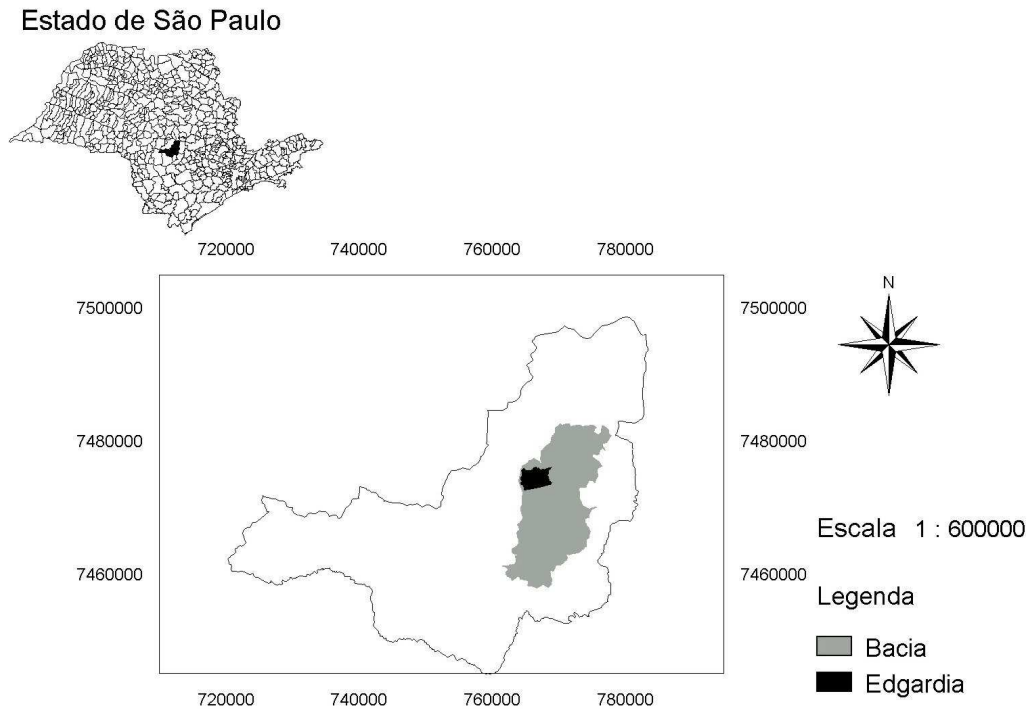 Estado de São Paulo
720000 740000 760000 780000
7500000 7500000
N
7480000 7480000
Escala 1 : 600000
7460000 7460000
Legenda
Bacia
Edgardia
720000 740000 760000 780000